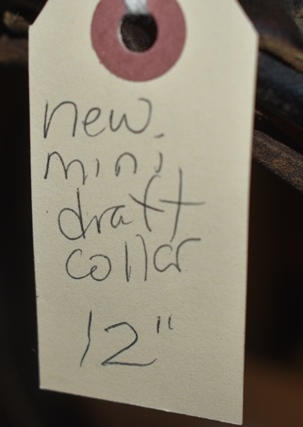 new.
mini
draft
collar
12"